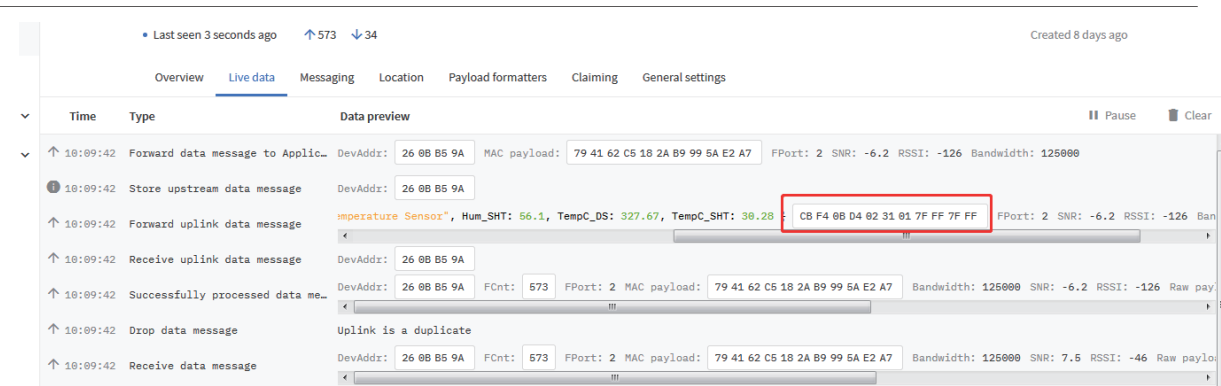 Last seen 3 seconds ago ↑573 ↓34 Created 8 days ago
Overview Live data Messaging Location Payload formatters Claiming General settings
Time Type Data preview Pause Clear
↑ 10:09:42 Forward data message to Applic… DevAddr: 26 0B B5 9A MAC payload: 79 41 62 C5 18 2A B9 99 5A E2 A7 FPort: 2 SNR: -6.2 RSSI: -126 Bandwidth: 125000
10:09:42 Store upstream data message DevAddr: 26 0B B5 9A
↑ 10:09:42 Forward uplink data message emperature Sensor", Hum_SHT: 56.1, TempC_DS: 327.67, TempC_SHT: 30.28 CB F4 0B D4 02 31 01 7F FF 7F FF FPort: 2 SNR: -6.2 RSSI: -126 Ban
↑ 10:09:42 Receive uplink data message DevAddr: 26 0B B5 9A
↑ 10:09:42 Successfully processed data me… DevAddr: 26 0B B5 9A FCnt: 573 FPort: 2 MAC payload: 79 41 62 C5 18 2A B9 99 5A E2 A7 Bandwidth: 125000 SNR: -6.2 RSSI: -126 Raw pay
↑ 10:09:42 Drop data message Uplink is a duplicate
↑ 10:09:42 Receive data message DevAddr: 26 0B B5 9A FCnt: 573 FPort: 2 MAC payload: 79 41 62 C5 18 2A B9 99 5A E2 A7 Bandwidth: 125000 SNR: 7.5 RSSI: -46 Raw paylo